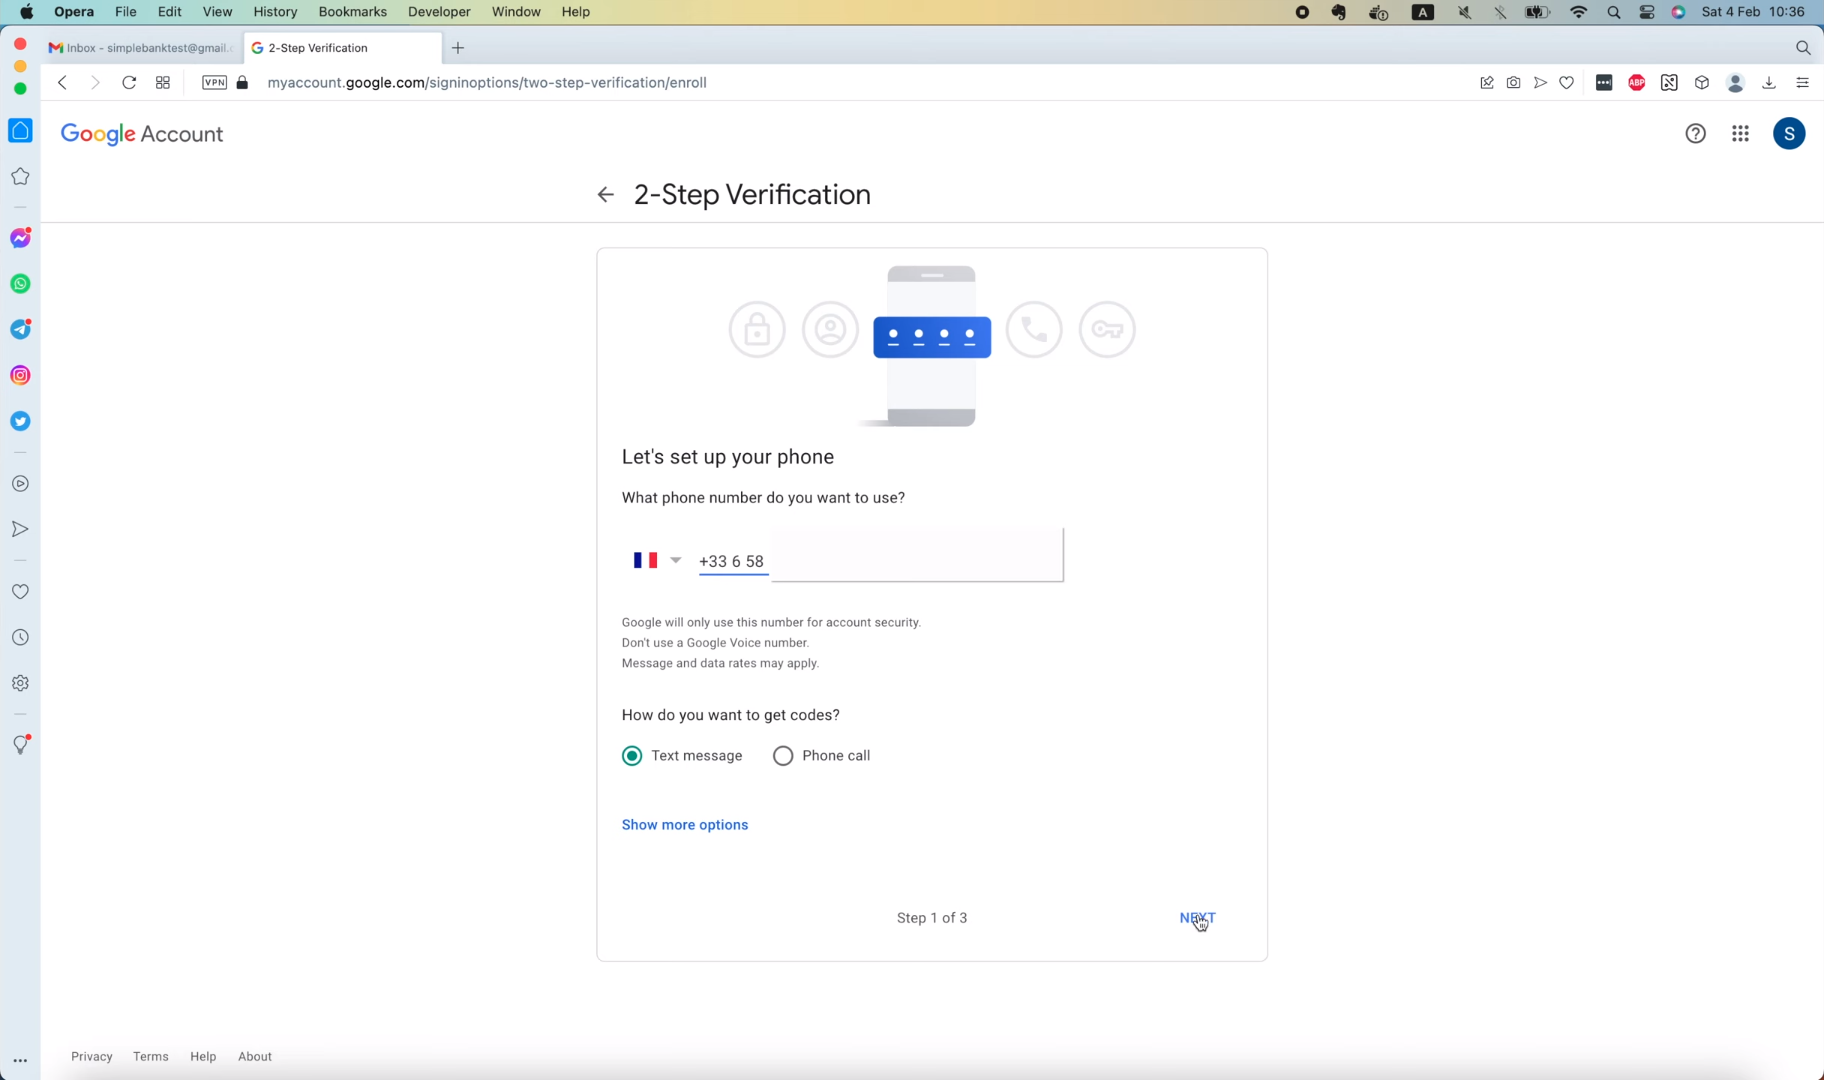 Opera File Edit View History Bookmarks Developer Window Help A Sat 4 Feb 10:36
Inbox - simplebanktest@gmail.c 2-Step Verification
VPN myaccount.google.com/signinoptions/two-step-verification/enroll ABP
Google Account S
2-Step Verification
Let's set up your phone
What phone number do you want to use?
+33 6 58
Google will only use this number for account security.
Don't use a Google Voice number.
Message and data rates may apply.
How do you want to get codes?
Text message Phone call
Show more options
Step 1 of 3 NEXT
Privacy Terms Help About